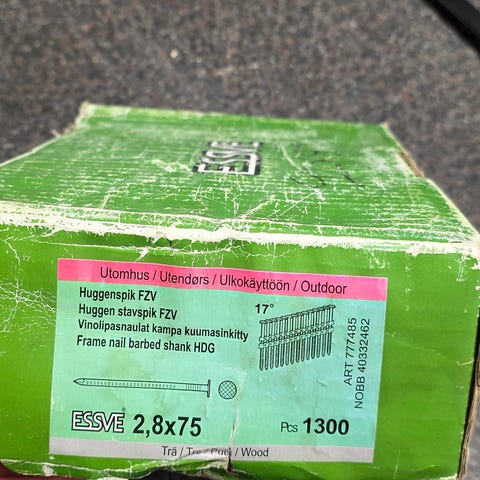 ESSVE
Utomhus / Utendørs / Ulkokäyttöön / Outdoor
Huggenspik FZV
Huggen stavspik FZV
Vinolipasnaulat kampa kuumasinkitty
Frame nail barbed shank HDG
17°
ART 777485
NOBB 40332462
ESSVE 2,8x75
Pcs 1300
Trä / Tre / Puu / Wood